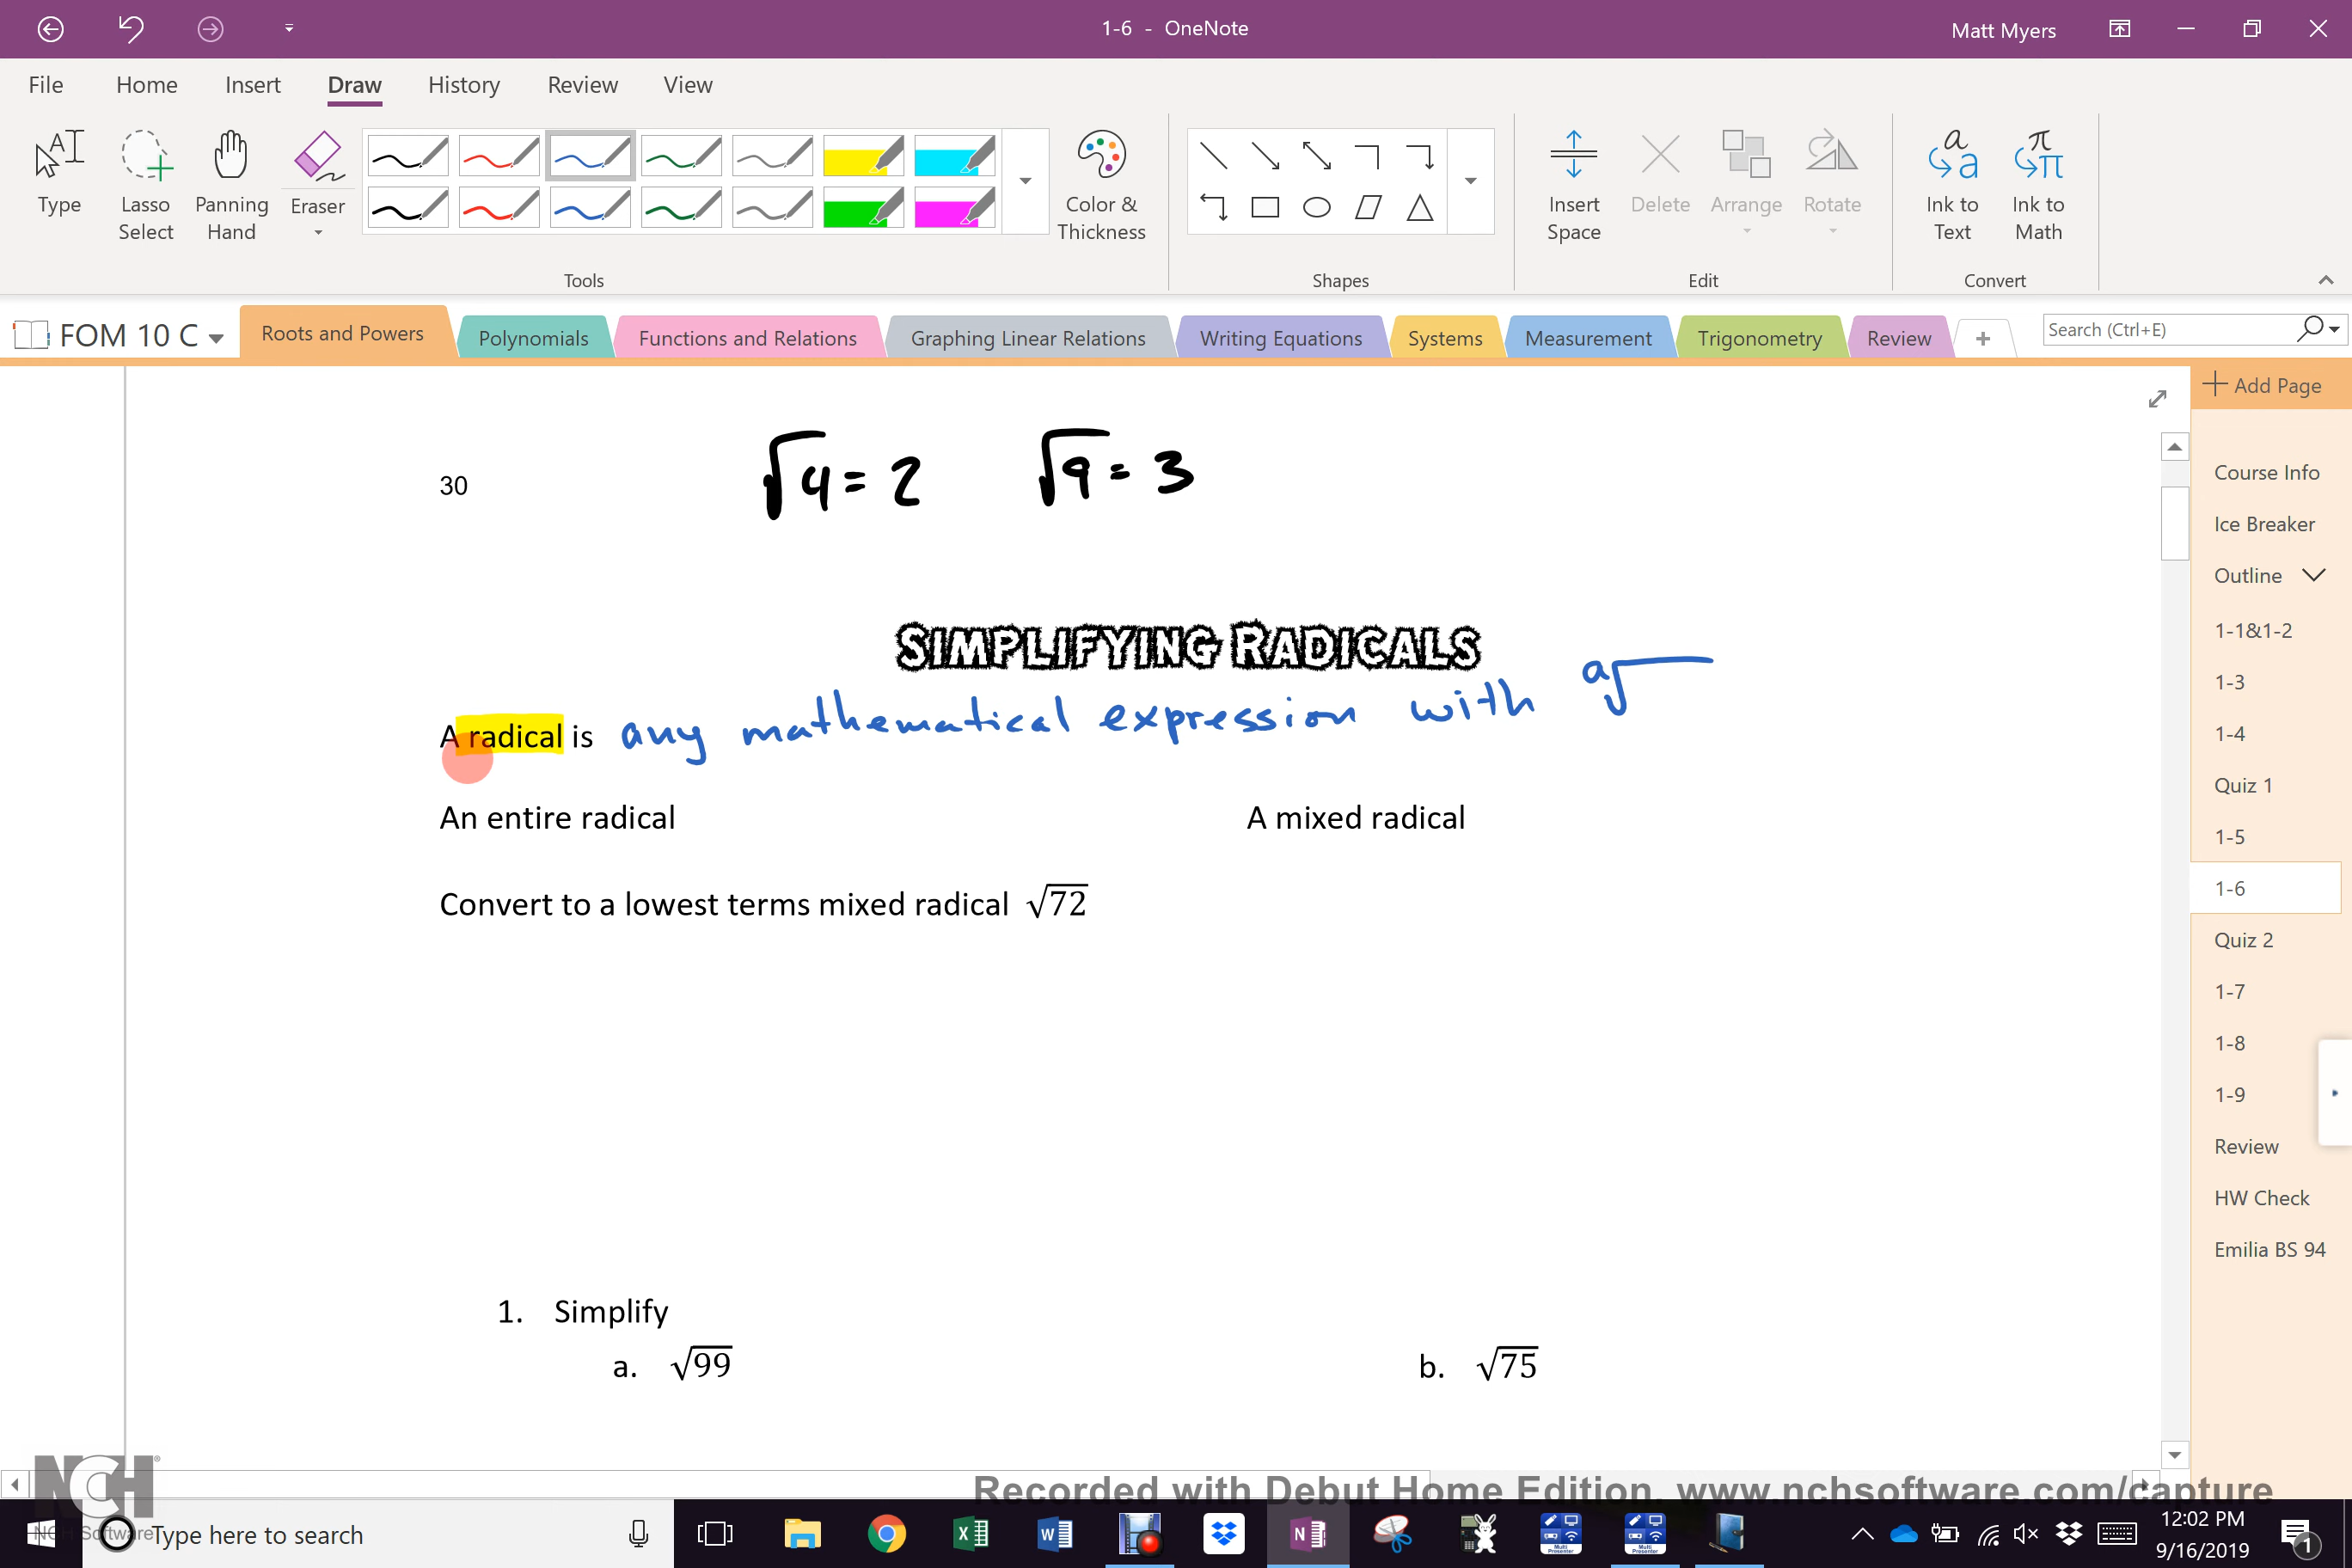 1-6 - OneNote
Matt Myers
File Home Insert Draw History Review View
Type
Lasso Select
Panning Hand
Eraser
Color & Thickness
Insert Space
Delete
Arrange
Rotate
Ink to Text
Ink to Math
Tools
Shapes
Edit
Convert
FOM 10 C
Roots and Powers
Polynomials
Functions and Relations
Graphing Linear Relations
Writing Equations
Systems
Measurement
Trigonometry
Review
Search (Ctrl+E)
Add Page
Course Info
Ice Breaker
Outline
1-1&1-2
1-3
1-4
Quiz 1
1-5
1-6
Quiz 2
1-7
1-8
1-9
Review
HW Check
Emilia BS 94
30
√4 = 2 √9 = 3
SIMPLIFYING RADICALS
A radical is any mathematical expression with ᵃ√
An entire radical A mixed radical
Convert to a lowest terms mixed radical √72
1. Simplify
a. √99 b. √75
NCH®
NCH Software
Recorded with Debut Home Edition. www.nchsoftware.com/capture
Type here to search
12:02 PM
9/16/2019
1